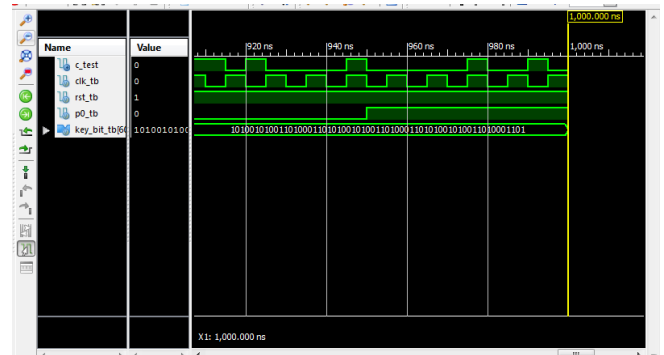 1,000.000 ns
Name Value
920 ns 940 ns 960 ns 980 ns 1,000 ns
c_test 0
clk_tb 0
rst_tb 1
p0_tb 0
key_bit_tb[60 1010010100 1010010100110100011010100101001101000110101001010011010001101
X1: 1,000.000 ns